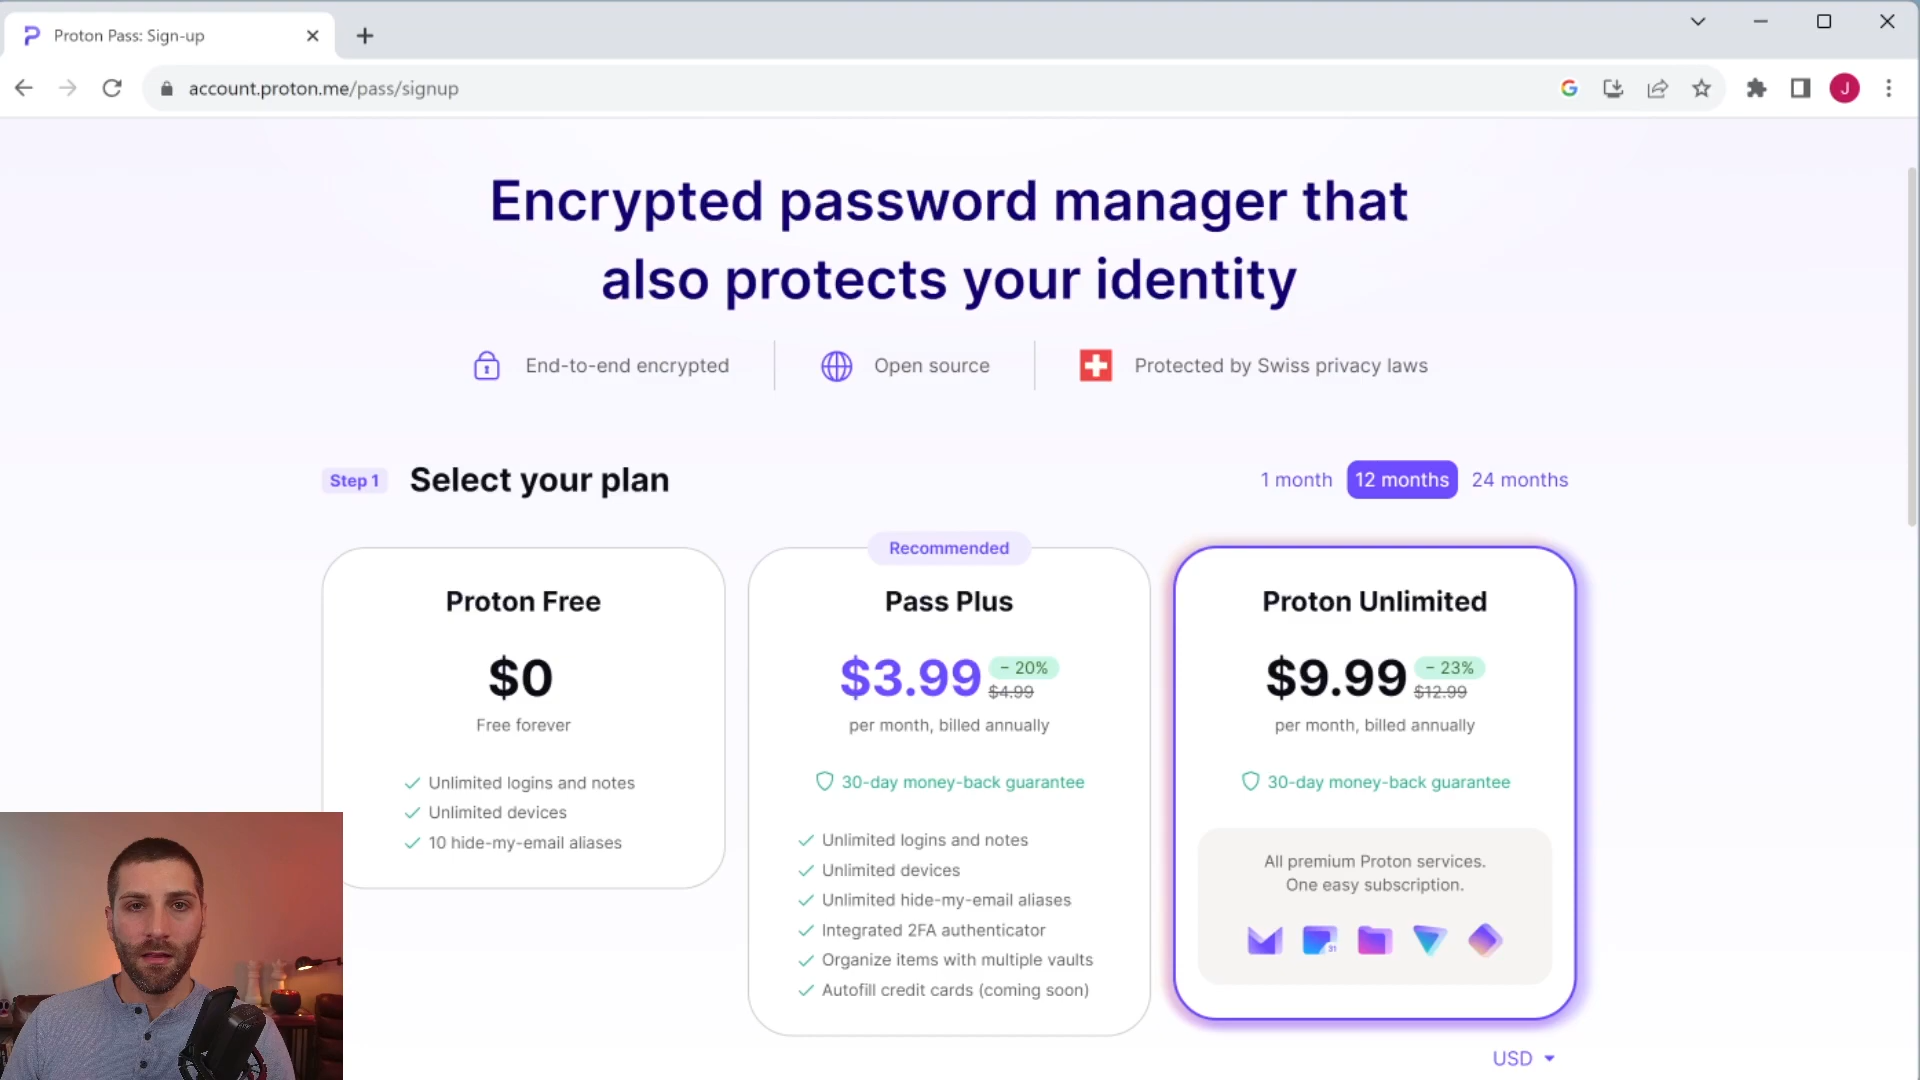 Proton Pass: Sign-up
account.proton.me/pass/signup
J
Encrypted password manager that
also protects your identity
End-to-end encrypted
Open source
Protected by Swiss privacy laws
Step 1
Select your plan
1 month
12 months
24 months
Proton Free
$0
Free forever
Unlimited logins and notes
Unlimited devices
10 hide-my-email aliases
Recommended
Pass Plus
$3.99
− 20%
$4.99
per month, billed annually
30-day money-back guarantee
Unlimited logins and notes
Unlimited devices
Unlimited hide-my-email aliases
Integrated 2FA authenticator
Organize items with multiple vaults
Autofill credit cards (coming soon)
Proton Unlimited
$9.99
− 23%
$12.99
per month, billed annually
30-day money-back guarantee
All premium Proton services.
One easy subscription.
31
USD